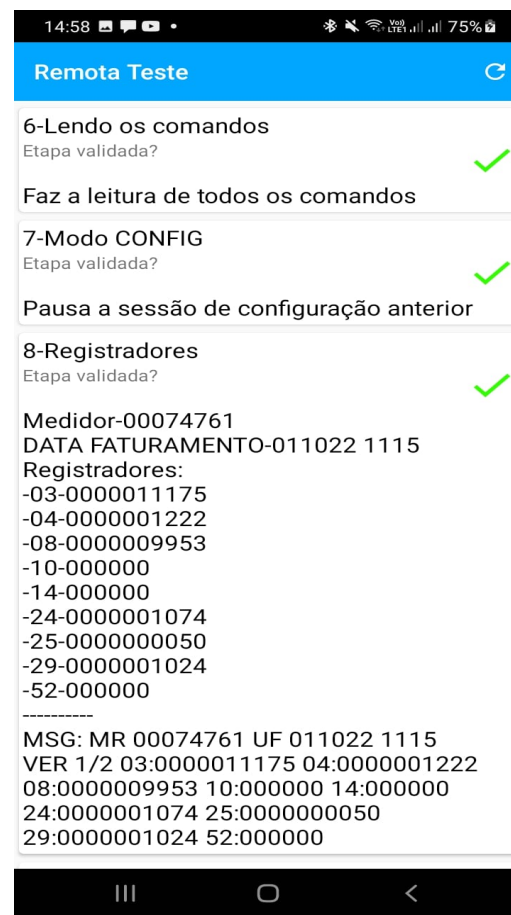 14:58
Voo) LTE1 75%
Remota Teste
6-Lendo os comandos
Etapa validada?
Faz a leitura de todos os comandos
7-Modo CONFIG
Etapa validada?
Pausa a sessão de configuração anterior
8-Registradores
Etapa validada?
Medidor-00074761
DATA FATURAMENTO-011022 1115
Registradores:
-03-0000011175
-04-0000001222
-08-0000009953
-10-000000
-14-000000
-24-0000001074
-25-0000000050
-29-0000001024
-52-000000
----------
MSG: MR 00074761 UF 011022 1115
VER 1/2 03:0000011175 04:0000001222
08:0000009953 10:000000 14:000000
24:0000001074 25:0000000050
29:0000001024 52:000000